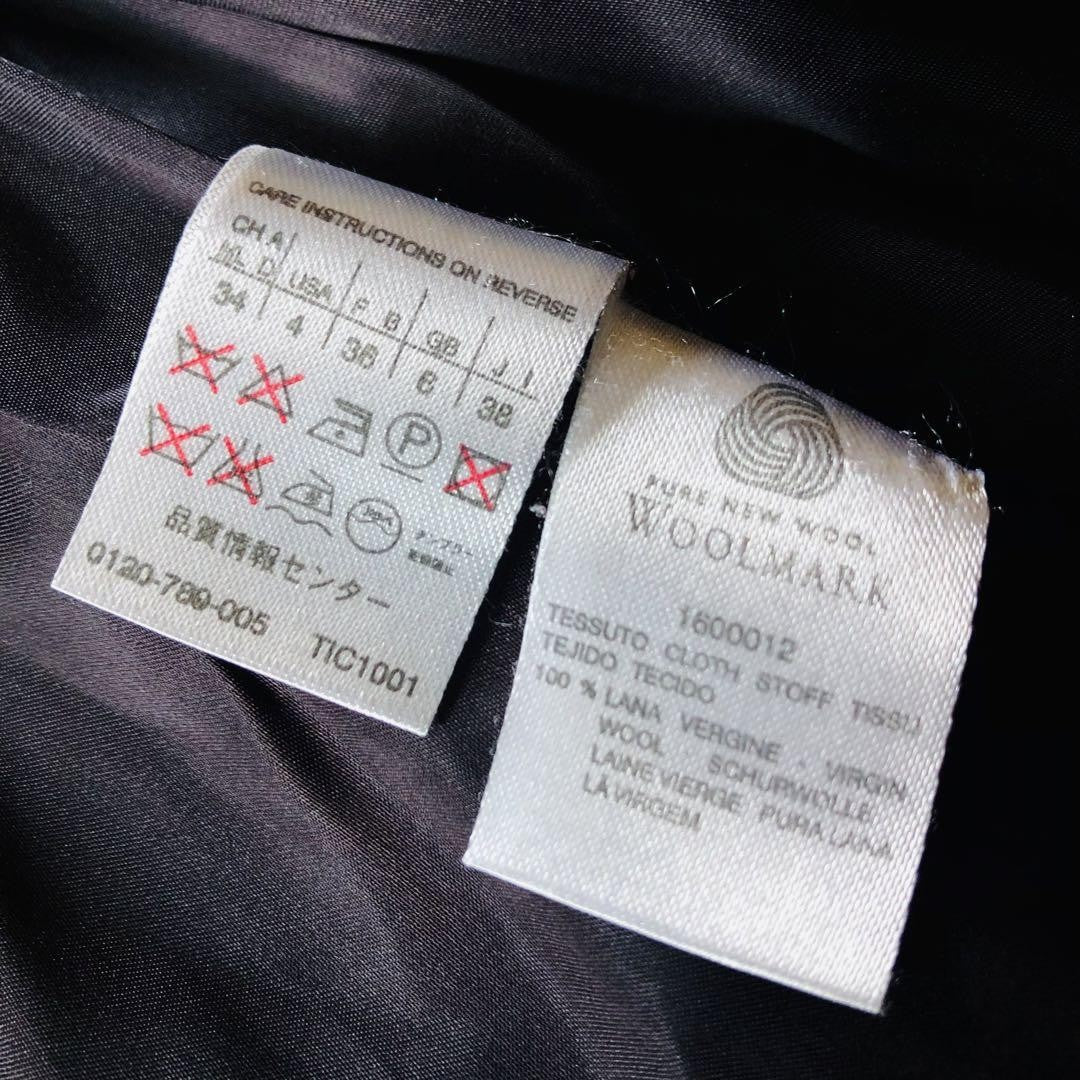 CARE INSTRUCTIONS ON REVERSE
CH A
NL D USA F B GB J I
34 4 36 6 38
P
品質情報センター
0120-789-005 TIC1001
PURE NEW WOOL
WOOLMARK
1600012
TESSUTO CLOTH STOFF TISSU
TEJIDO TECIDO
100 % LANA VERGINE - VIRGIN
WOOL - SCHURWOLLE
LAINE VIERGE PURA LANA
LÀ VIRGEM